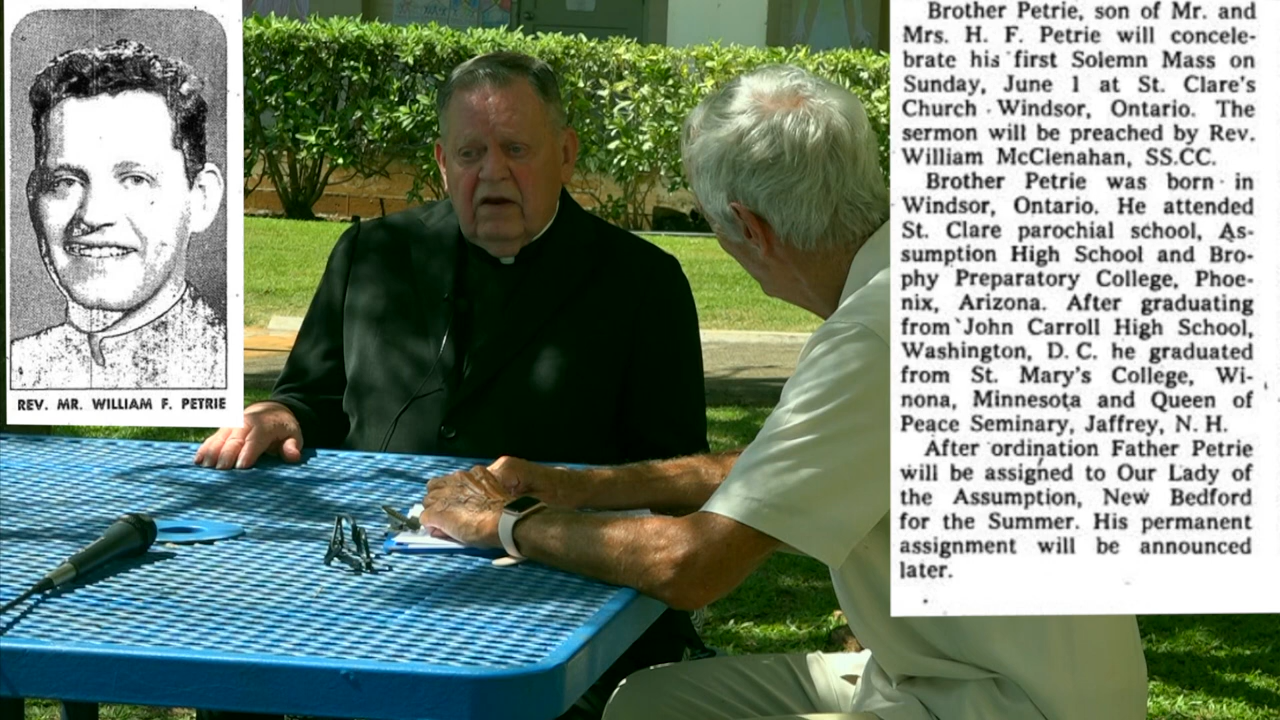 REV. MR. WILLIAM F. PETRIE
Brother Petrie, son of Mr. and
Mrs. H. F. Petrie will concele-
brate his first Solemn Mass on
Sunday, June 1 at St. Clare's
Church Windsor, Ontario. The
sermon will be preached by Rev.
William McClenahan, SS.CC.
Brother Petrie was born in
Windsor, Ontario. He attended
St. Clare parochial school, As-
sumption High School and Bro-
phy Preparatory College, Phoe-
nix, Arizona. After graduating
from John Carroll High School,
Washington, D. C. he graduated
from St. Mary's College, Wi-
nona, Minnesota and Queen of
Peace Seminary, Jaffrey, N. H.
After ordination Father Petrie
will be assigned to Our Lady of
the Assumption, New Bedford
for the Summer. His permanent
assignment will be announced
later.